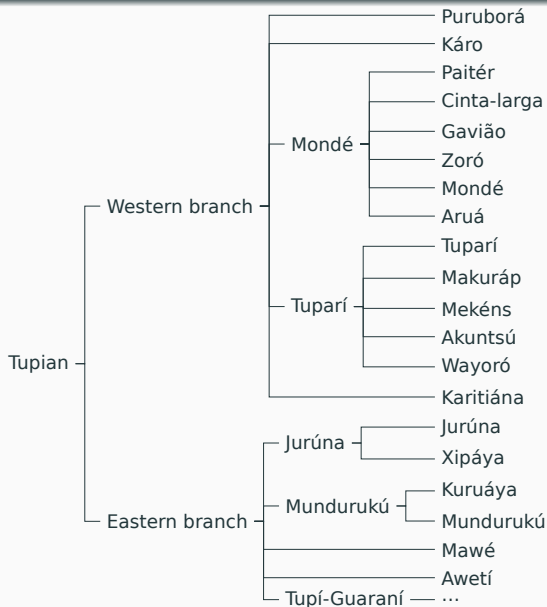 Puruborá
Káro
Paitér
Cinta-larga
Gavião
Mondé
Zoró
Mondé
Western branch
Aruá
Tuparí
Makuráp
Tuparí
Mekéns
Akuntsú
Tupian
Wayoró
Karitiána
Jurúna
Jurúna
Xipáya
Kuruáya
Mundurukú
Eastern branch
Mundurukú
Mawé
Awetí
Tupí-Guaraní
...